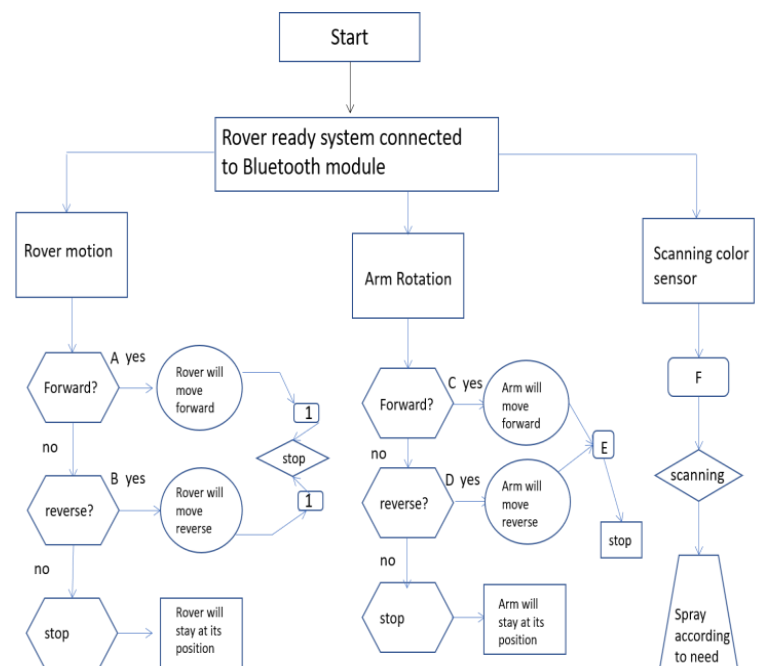 Start
Rover ready system connected
to Bluetooth module
Rover motion
Arm Rotation
Scanning color
sensor
Forward?
A yes
Rover will
move
forward
1
stop
no
reverse?
B yes
Rover will
move
reverse
1
no
stop
Rover will
stay at its
position
Forward?
C yes
Arm will
move
forward
E
no
reverse?
D yes
Arm will
move
reverse
stop
no
stop
Arm will
stay at its
position
F
scanning
Spray
according
to need